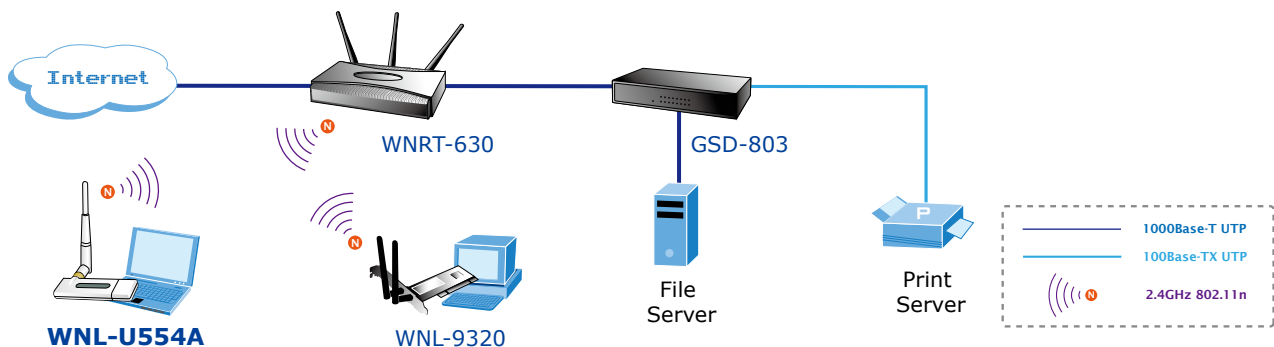 Internet
WNRT-630
GSD-803
N
N
N
WNL-U554A
WNL-9320
File
Server
P
Print
Server
1000Base-T UTP
100Base-TX UTP
N
2.4GHz 802.11n